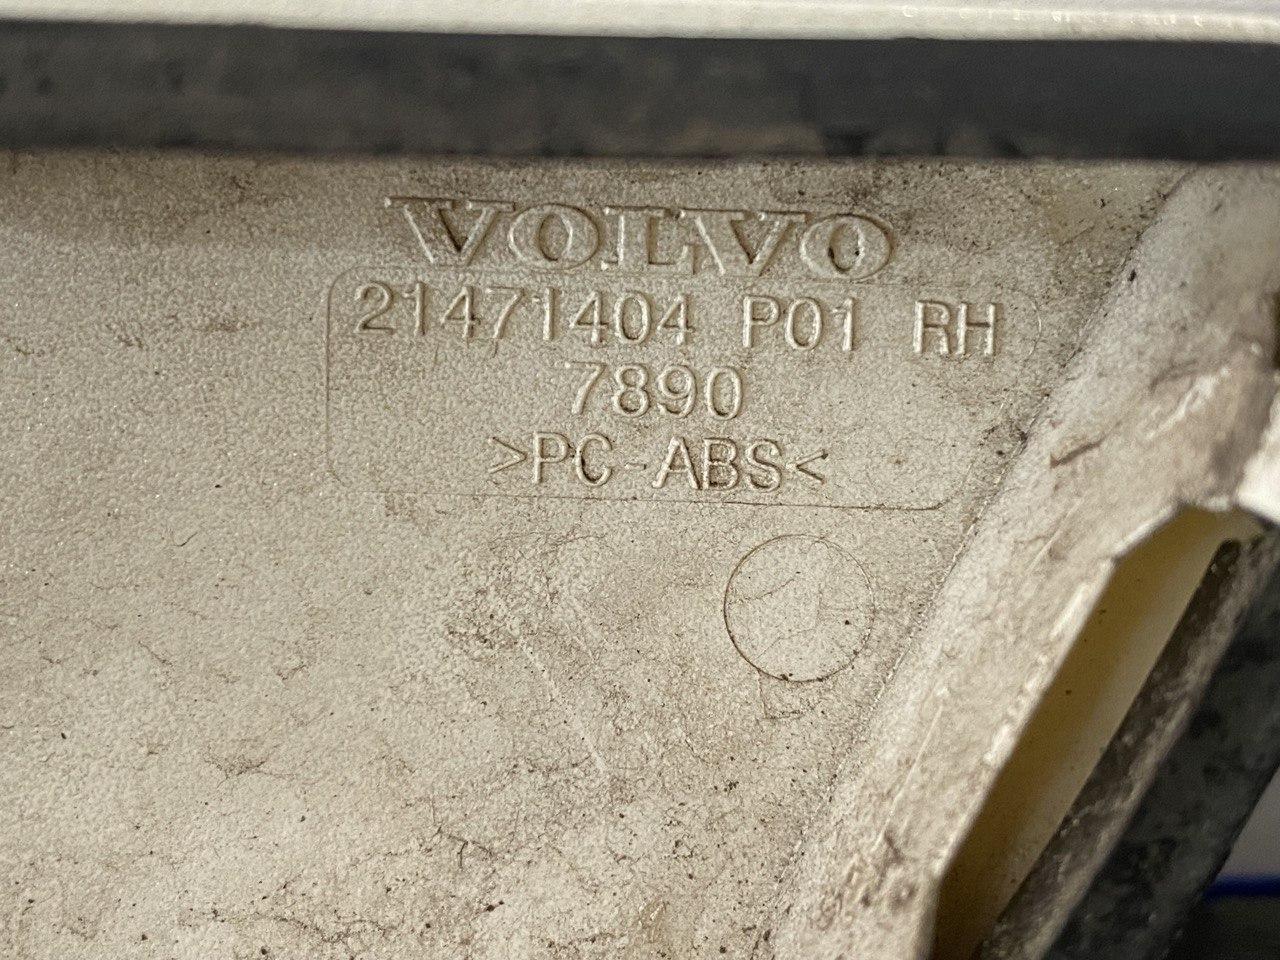 VOLVO
21471404 P01 RH
7890
>PC-ABS<